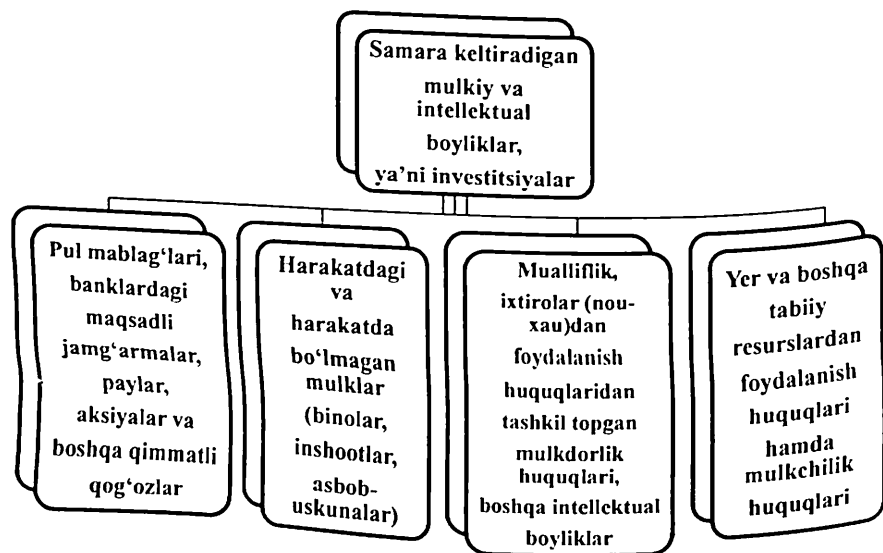 Samara keltiradigan
mulkiy va
intellektual
boyliklar,
ya’ni investitsiyalar
Pul mablag‘lari,
banklardagi
maqsadli
jamg‘armalar,
paylar,
aksiyalar va
boshqa qimmatli
qog‘ozlar
Harakatdagi
va
harakatda
bo‘lmagan
mulklar
(binolar,
inshootlar,
asbob-
uskunalar)
Mualliflik,
ixtirolar (nou-
xau)dan
foydalanish
huquqlaridan
tashkil topgan
mulkdorlik
huquqlari,
boshqa intellektual
boyliklar
Yer va boshqa
tabiiy
resurslardan
foydalanish
huquqlari
hamda
mulkchilik
huquqlari